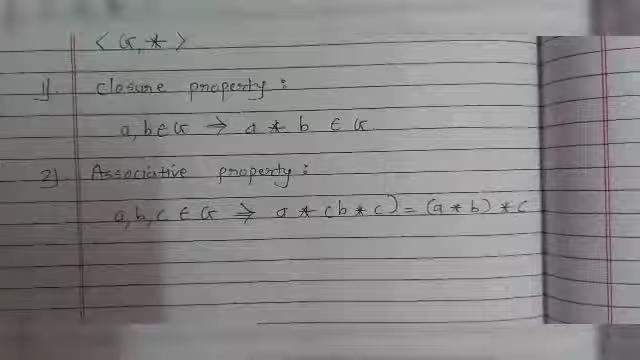 < G, * >
1). Closure property :
a, b ∈ G ⇒ a * b ∈ G
2). Associative property :
a, b, c ∈ G ⇒ a * (b * c) = (a * b) * c